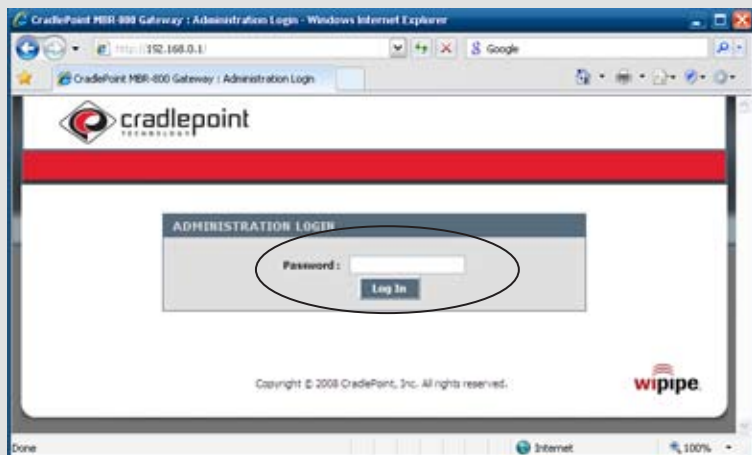 CradlePoint MBR-800 Gateway : Administration Login - Windows Internet Explorer
http://192.168.0.1/
Google
CradlePoint MBR-800 Gateway : Administration Login
cradlepoint
TECHNOLOGY
ADMINISTRATION LOGIN
Password :
Log In
Copyright © 2008 CradlePoint, Inc. All rights reserved.
wipipe
Done
Internet
100%